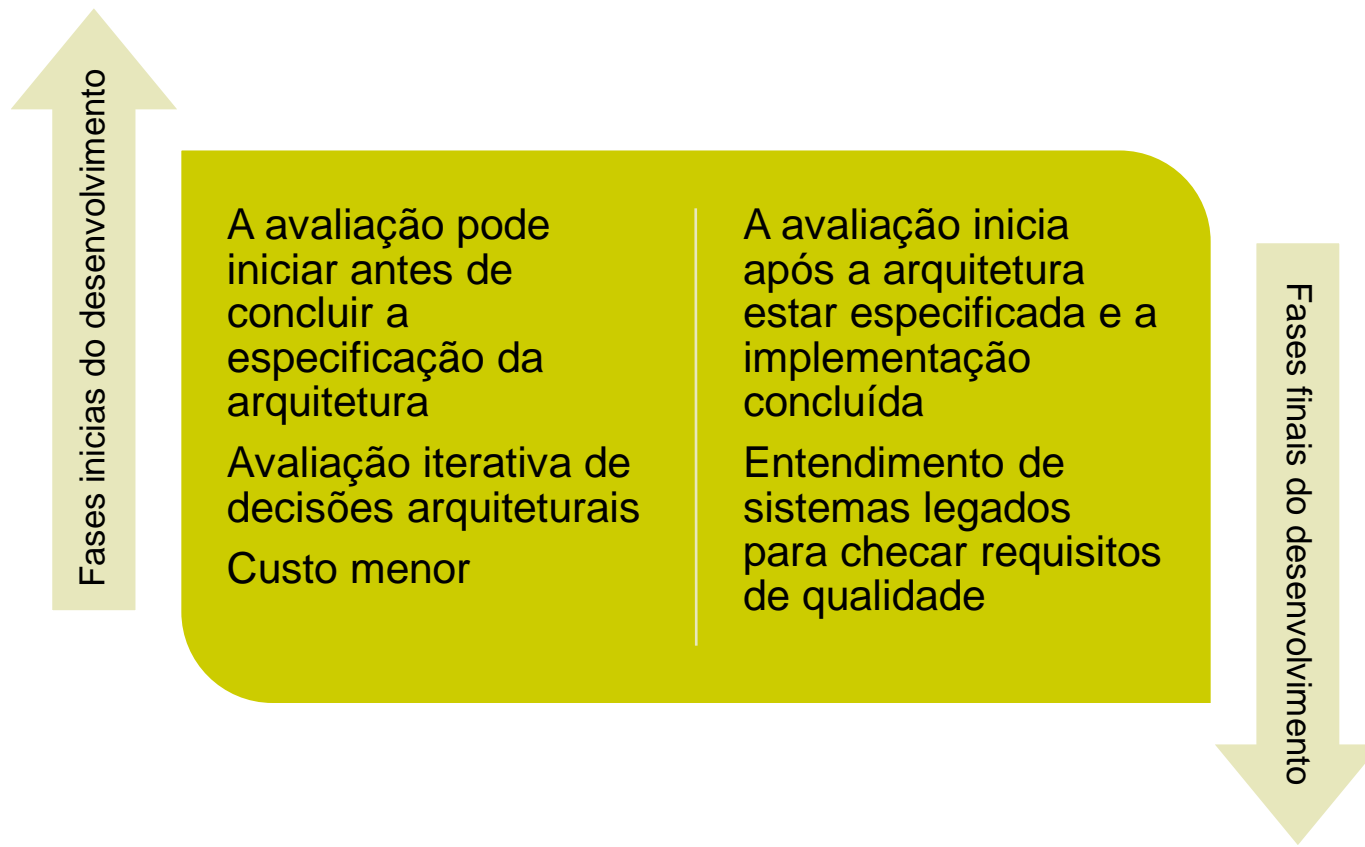 Fases inicias do desenvolvimento
A avaliação pode
iniciar antes de
concluir a
especificação da
arquitetura
Avaliação iterativa de
decisões arquiteturais
Custo menor
A avaliação inicia
após a arquitetura
estar especificada e a
implementação
concluída
Entendimento de
sistemas legados
para checar requisitos
de qualidade
Fases finais do desenvolvimento